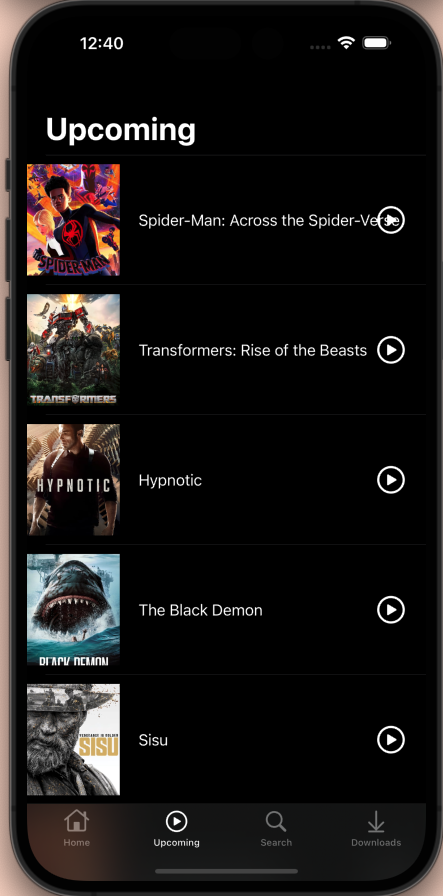 12:40
Upcoming
SPIDER-MAN
Spider-Man: Across the Spider-Verse
TRANSFORMERS
Transformers: Rise of the Beasts
HYPNOTIC
Hypnotic
BLACK DEMON
The Black Demon
VENGEANCE IS GOLDEN
SISU
Sisu
Home
Upcoming
Search
Downloads